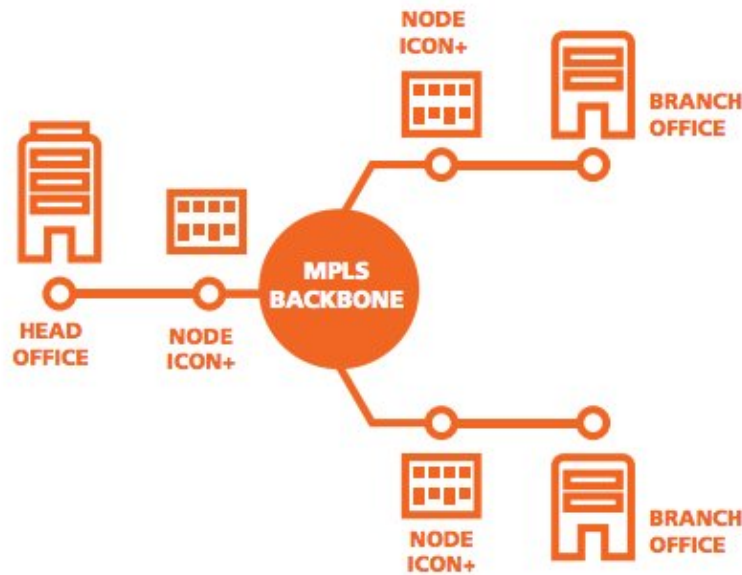 NODE
ICON+
BRANCH
OFFICE
MPLS
BACKBONE
HEAD
OFFICE
NODE
ICON+
NODE
ICON+
BRANCH
OFFICE